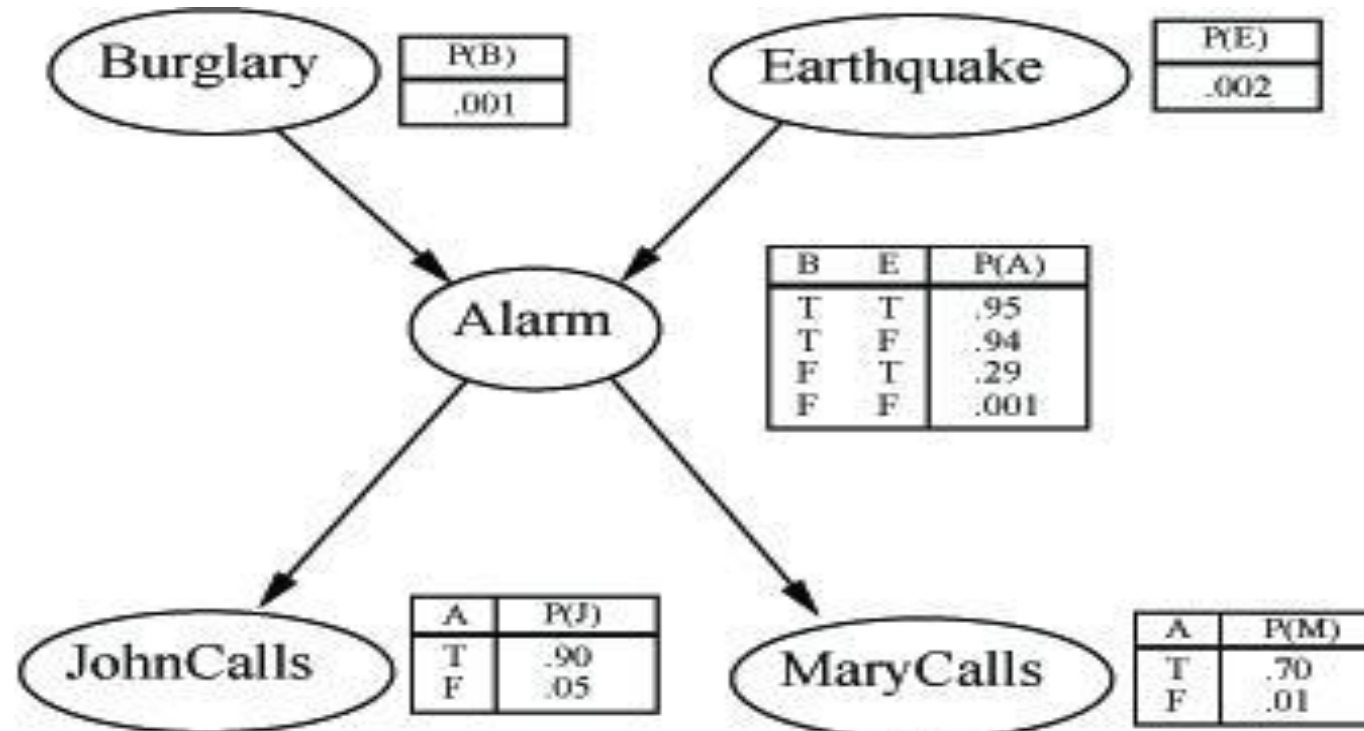 Burglary
P(B)
.001
Earthquake
P(E)
.002
Alarm
B E P(A)
T T .95
T F .94
F T .29
F F .001
JohnCalls
A P(J)
T .90
F .05
MaryCalls
A P(M)
T .70
F .01